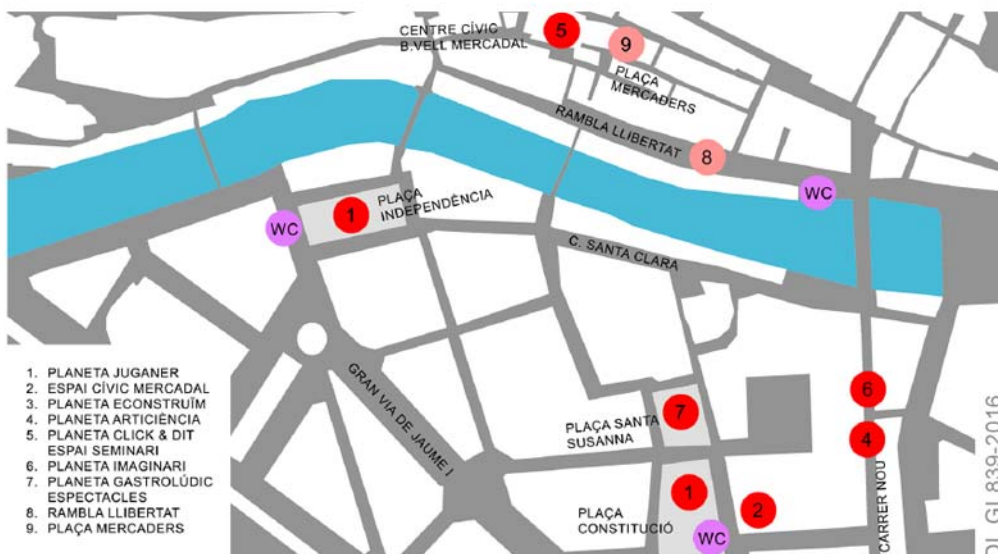 CENTRE CÍVIC
B.VELL MERCADAL
5
9
PLAÇA
MERCADERS
RAMBLA LLIBERTAT
8
WC
PLAÇA
INDEPENDÈNCIA
1
WC
C. SANTA CLARA
GRAN VIA DE JAUME I
6
PLAÇA SANTA
SUSANNA
7
4
PLAÇA
CONSTITUCIÓ
1
2
WC
CARRER NOU
1. PLANETA JUGANER
2. ESPAI CÍVIC MERCADAL
3. PLANETA ECONSTRUÏM
4. PLANETA ARTICIÈNCIA
5. PLANETA CLICK & DIT
ESPAI SEMINARI
6. PLANETA IMAGINARI
7. PLANETA GASTROLÚDIC
ESPECTACLES
8. RAMBLA LLIBERTAT
9. PLAÇA MERCADERS
DL GI 839-2016